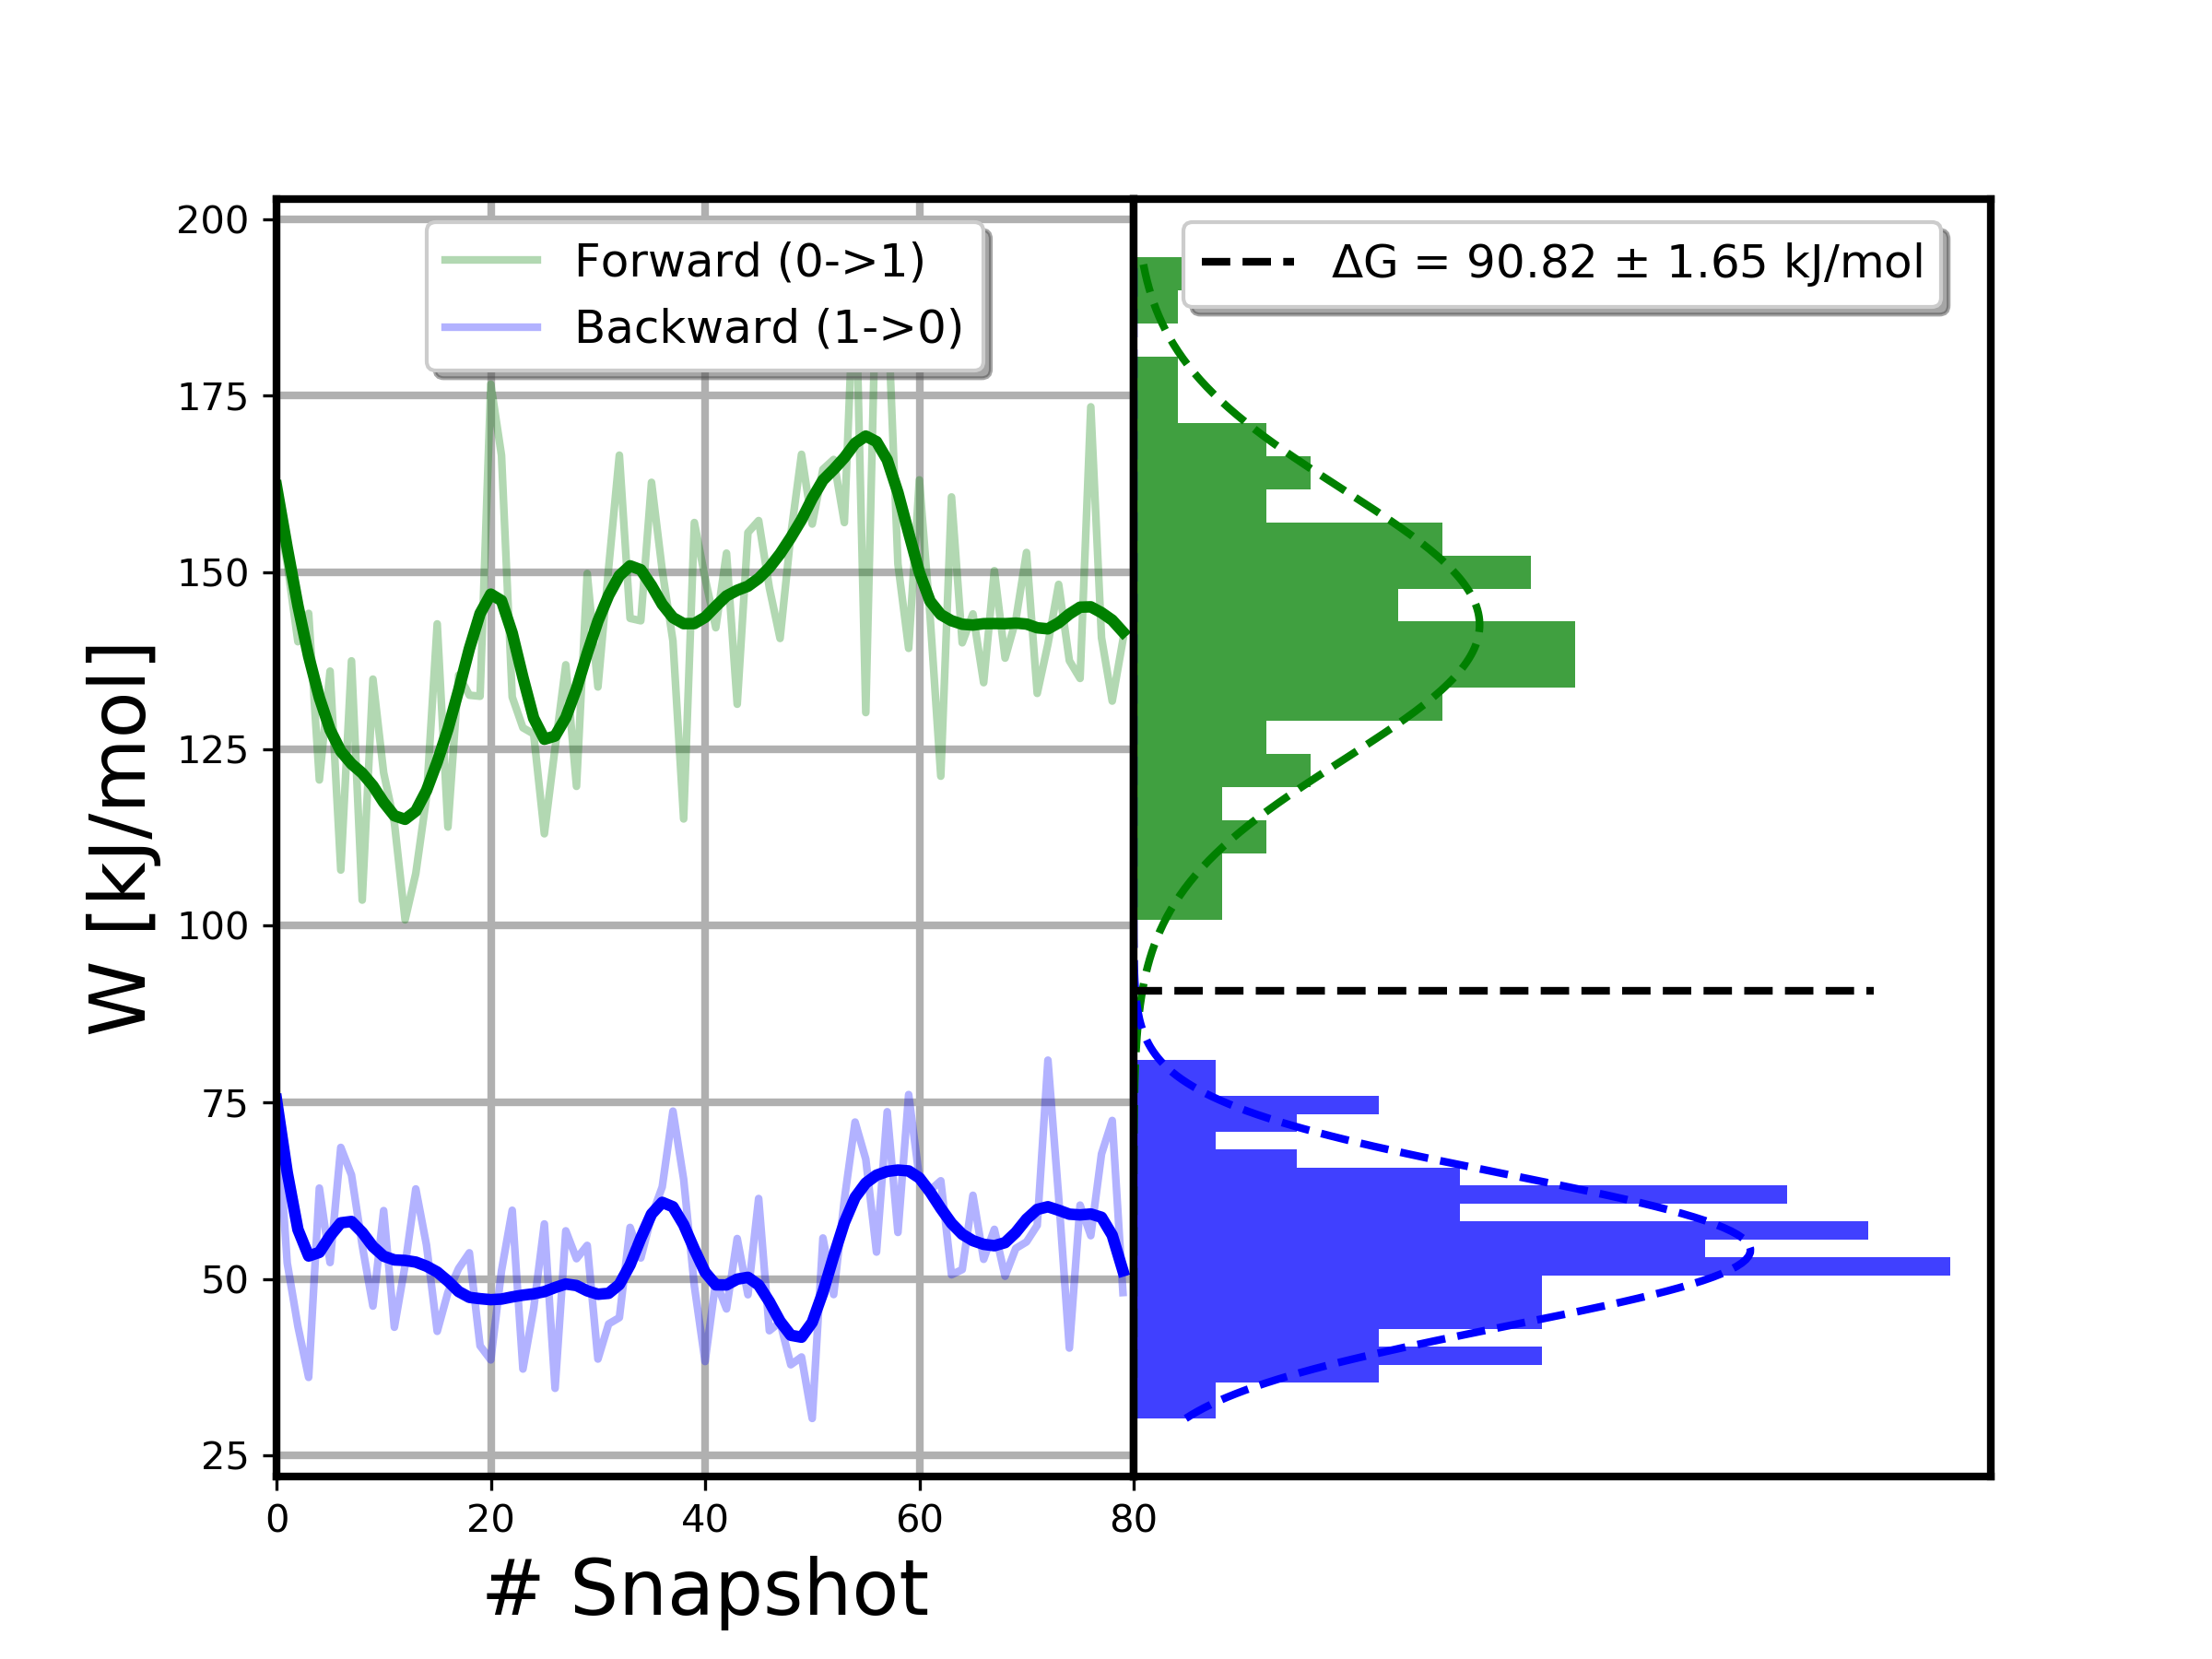 Forward (0->1)
Backward (1->0)
ΔG = 90.82 ± 1.65 kJ/mol
W [kJ/mol]
200
175
150
125
100
75
50
25
0
20
40
60
80
# Snapshot